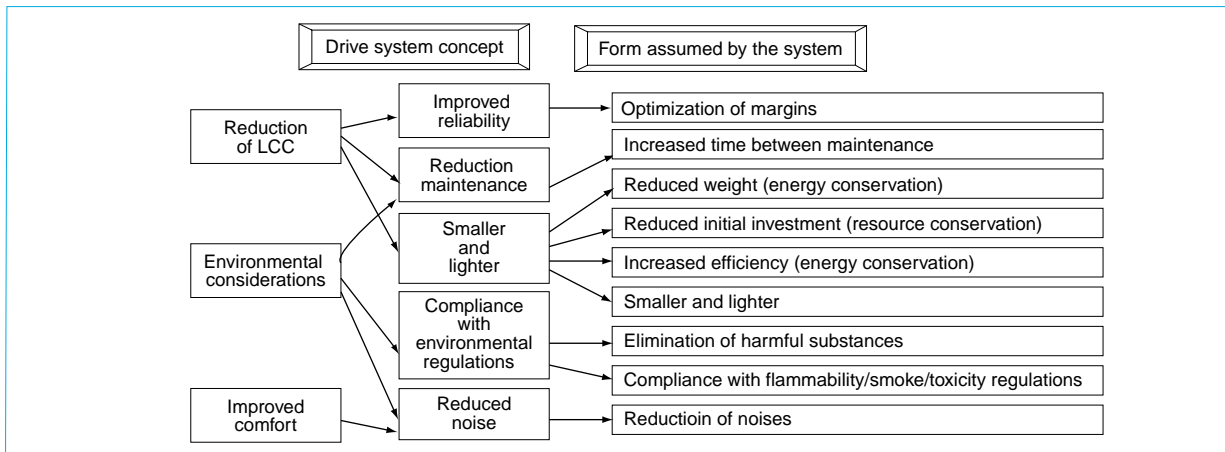 Drive system concept
Form assumed by the system
Reduction
of LCC
Environmental
considerations
Improved
comfort
Improved
reliability
Reduction
maintenance
Smaller
and
lighter
Compliance
with
environmental
regulations
Reduced
noise
Optimization of margins
Increased time between maintenance
Reduced weight (energy conservation)
Reduced initial investment (resource conservation)
Increased efficiency (energy conservation)
Smaller and lighter
Elimination of harmful substances
Compliance with flammability/smoke/toxicity regulations
Reductioin of noises